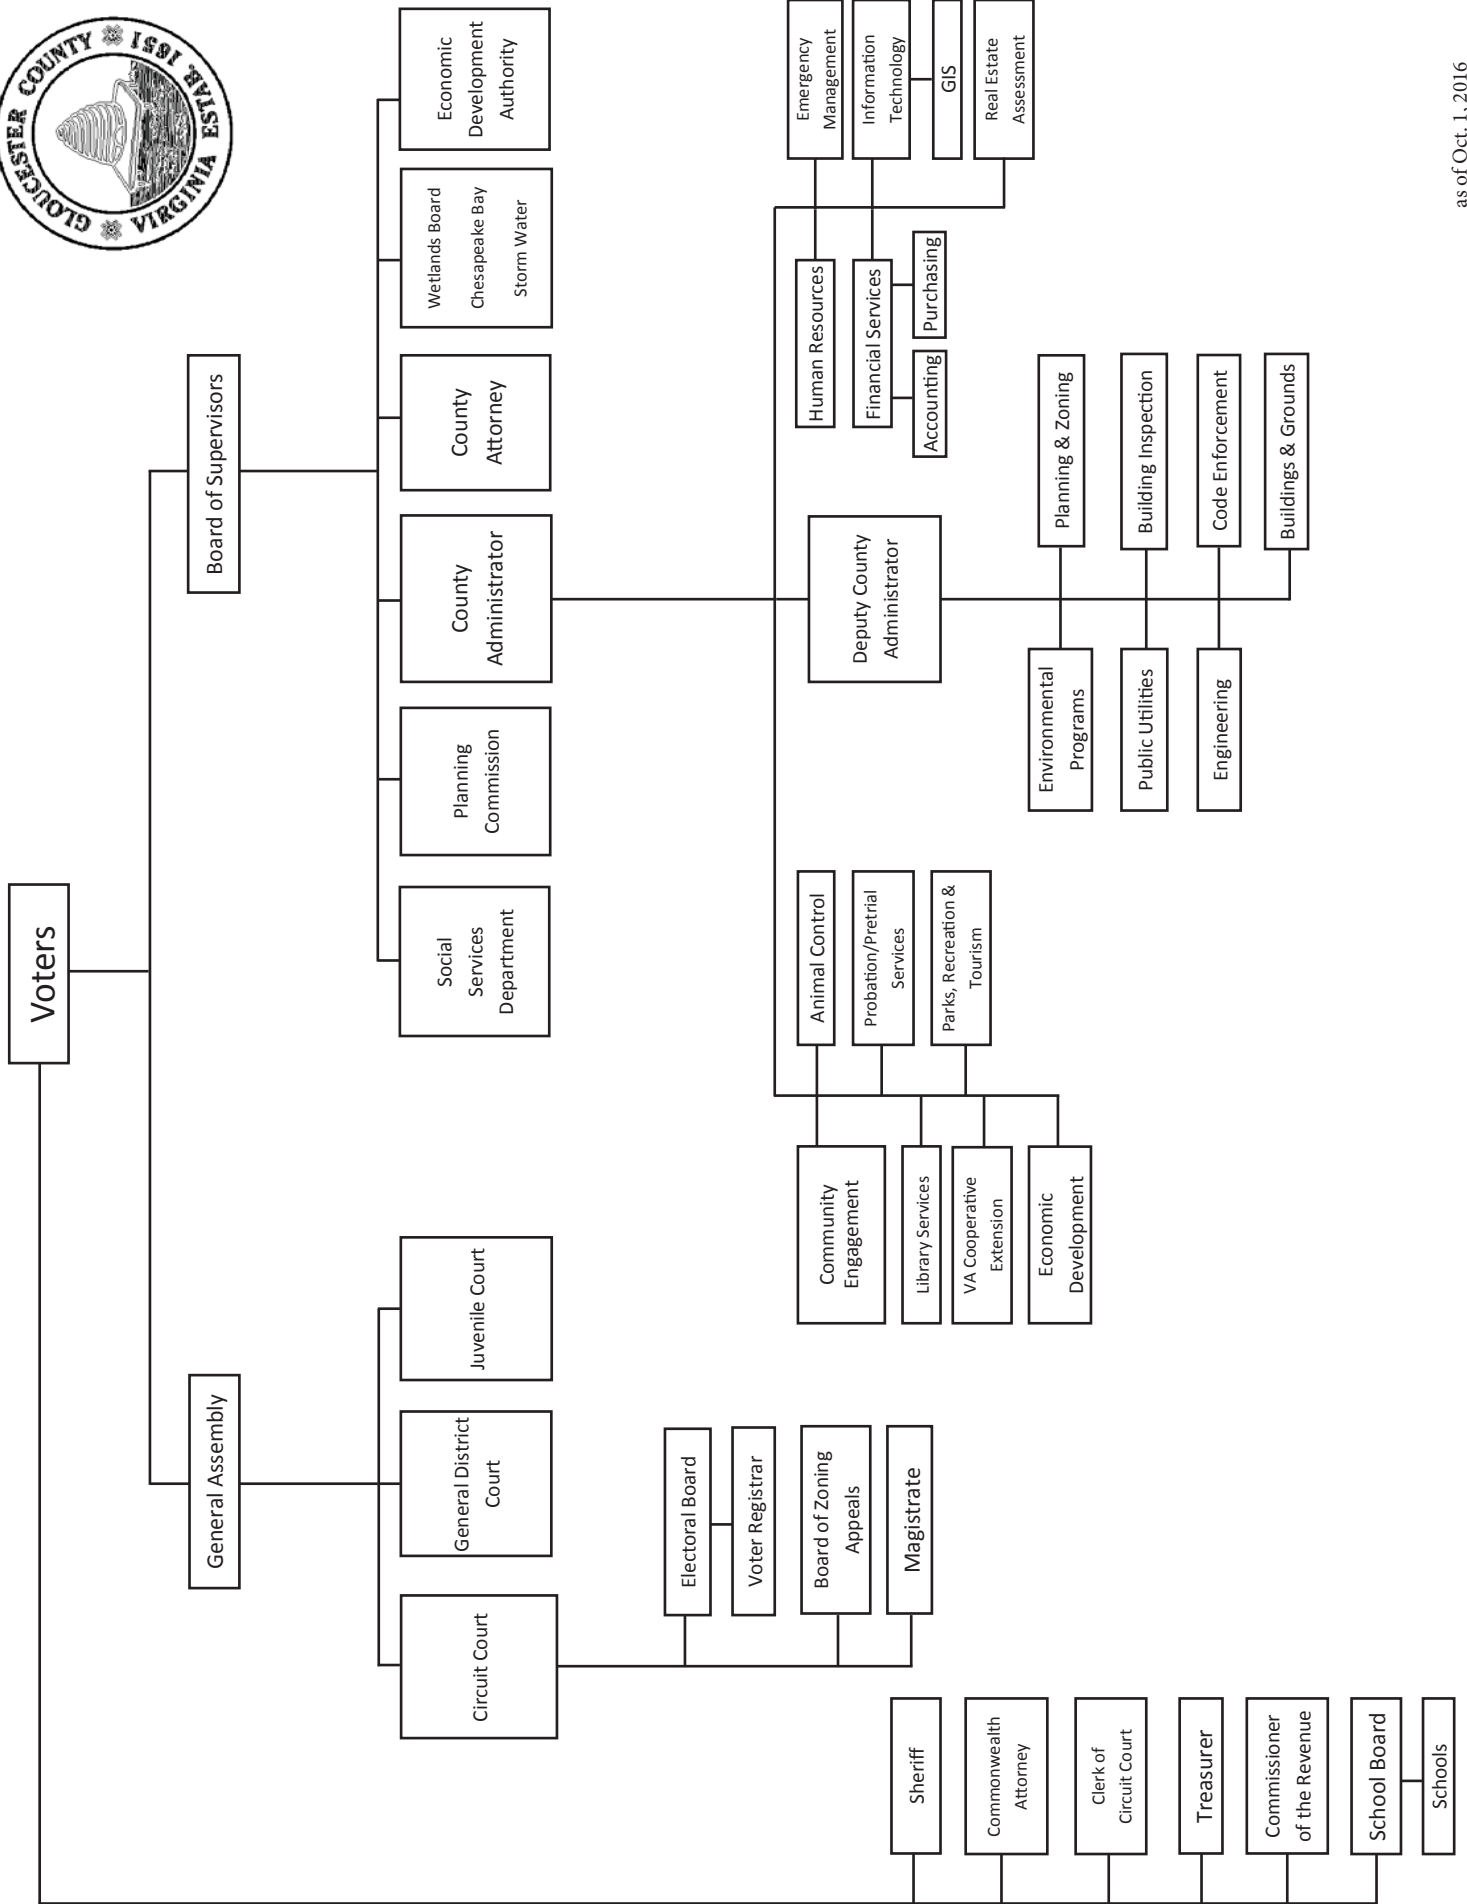 GLOUCESTER COUNTY
VIRGINIA ESTAB. 1651
Voters
General Assembly
Board of Supervisors
Circuit Court
General District
Court
Juvenile Court
Social
Services
Department
Planning
Commission
County
Administrator
County
Attorney
Wetlands Board
Chesapeake Bay
Storm Water
Economic
Development
Authority
Electoral Board
Voter Registrar
Board of Zoning
Appeals
Magistrate
Sheriff
Commonwealth
Attorney
Clerk of
Circuit Court
Treasurer
Commissioner
of the Revenue
School Board
Schools
Community
Engagement
Library Services
VA Cooperative
Extension
Economic
Development
Animal Control
Probation/Pretrial
Services
Parks, Recreation &
Tourism
Deputy County
Administrator
Environmental
Programs
Public Utilities
Engineering
Planning & Zoning
Building Inspection
Code Enforcement
Buildings & Grounds
Human Resources
Financial Services
Accounting
Purchasing
Emergency
Management
Information
Technology
GIS
Real Estate
Assessment
as of Oct. 1, 2016